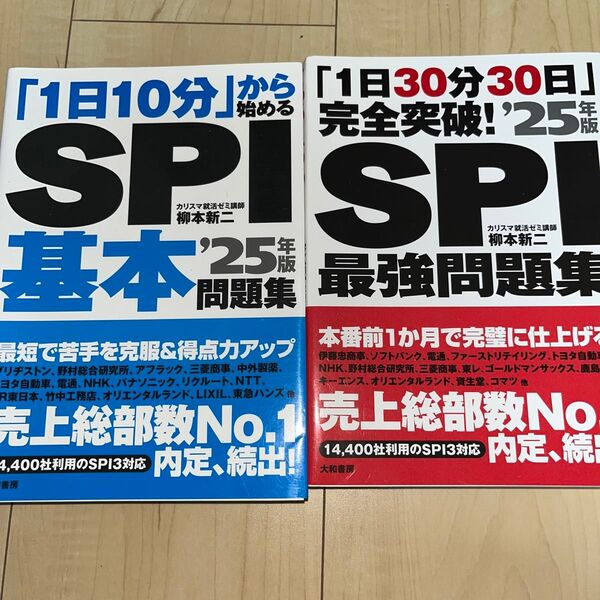 「1日10分」から
始める
SPI
カリスマ就活ゼミ講師
柳本新二
基本
'25年版
問題集
最短で苦手を克服&得点力アップ
ブリヂストン、野村総合研究所、アフラック、三菱商事、中外製薬、
ヨタ自動車、電通、NHK、パナソニック、リクルート、NTT、
R東日本、竹中工務店、オリエンタルランド、LIXIL、東急ハンズ 他
売上総部数No.1
内定、続出!
4,400社利用のSPI3対応
書房
「1日30分30日」
完全突破!
'25年版
SPI
カリスマ就活ゼミ講師
柳本新二
最強問題集
本番前1か月で完璧に仕上げる
伊藤忠商事、ソフトバンク、電通、ファーストリテイリング、トヨタ自動車
NHK、野村総合研究所、三菱商事、東レ、ゴールドマンサックス、鹿島
キーエンス、オリエンタルランド、資生堂、コマツ 他
売上総部数No.
内定、続出
14,400社利用のSPI3対応
大和書房